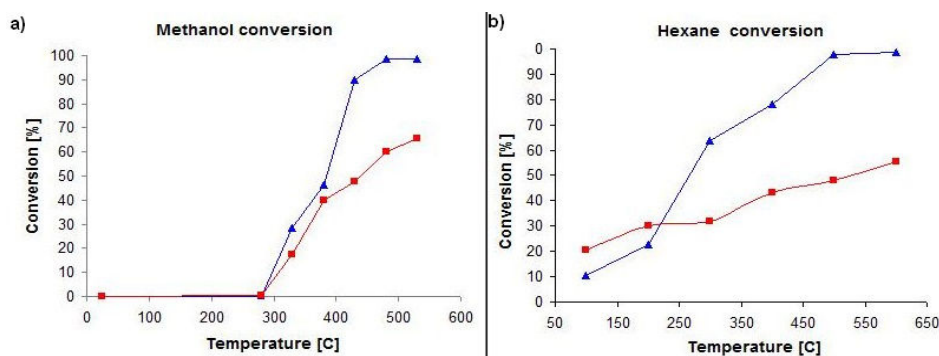 a)
Methanol conversion
Conversion [%]
100
90
80
70
60
50
40
30
20
10
0
0 100 200 300 400 500 600
Temperature [C]
b)
Hexane conversion
Conversion [%]
0
90
80
70
60
50
40
30
20
10
0
50 150 250 350 450 550 650
Temperature [C]